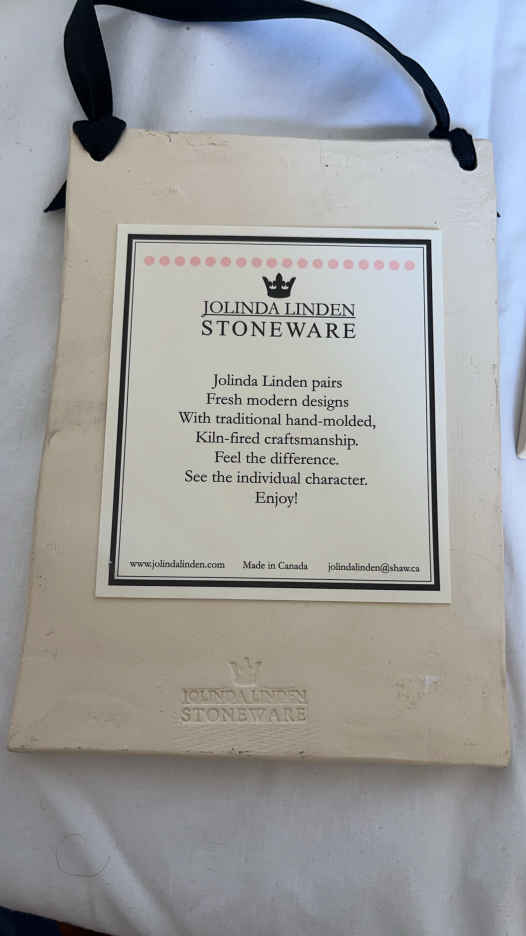 JOLINDA LINDEN
STONEWARE
Jolinda Linden pairs
Fresh modern designs
With traditional hand-molded,
Kiln-fired craftsmanship.
Feel the difference.
See the individual character.
Enjoy!
www.jolindalinden.com Made in Canada jolindalinden@shaw.ca
JOLINDA LINDEN
STONEWARE